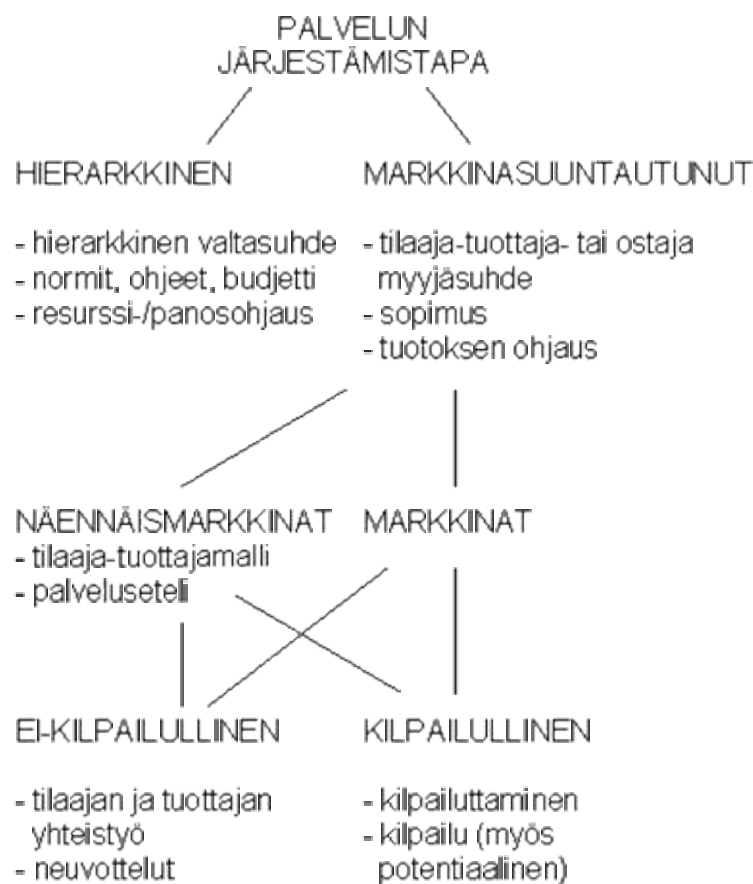 PALVELUN
JÄRJESTÄMISTAPA
HIERARKKINEN
- hierarkkinen valtasuhde
- normit, ohjeet, budjetti
- resurssi-/panosohjaus
MARKKINASUUNTAUTUNUT
- tilaaja-tuottaja- tai ostaja
myyjäsuhde
- sopimus
- tuotoksen ohjaus
NÄENNÄISMARKKINAT
- tilaaja-tuottajamalli
- palveluseteli
MARKKINAT
EI-KILPAILULLINEN
- tilaajan ja tuottajan
yhteistyö
- neuvottelut
KILPAILULLINEN
- kilpailuttaminen
- kilpailu (myös
potentiaalinen)